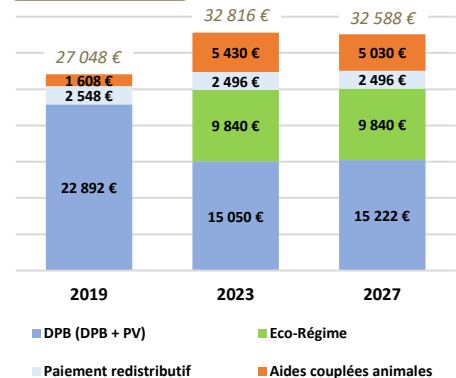 27 048 €
32 816 €
32 588 €
1 608 €
5 430 €
5 030 €
2 548 €
2 496 €
2 496 €
9 840 €
9 840 €
22 892 €
15 050 €
15 222 €
2019
2023
2027
DPB (DPB + PV)
Eco-Régime
Paiement redistributif
Aides couplées animales